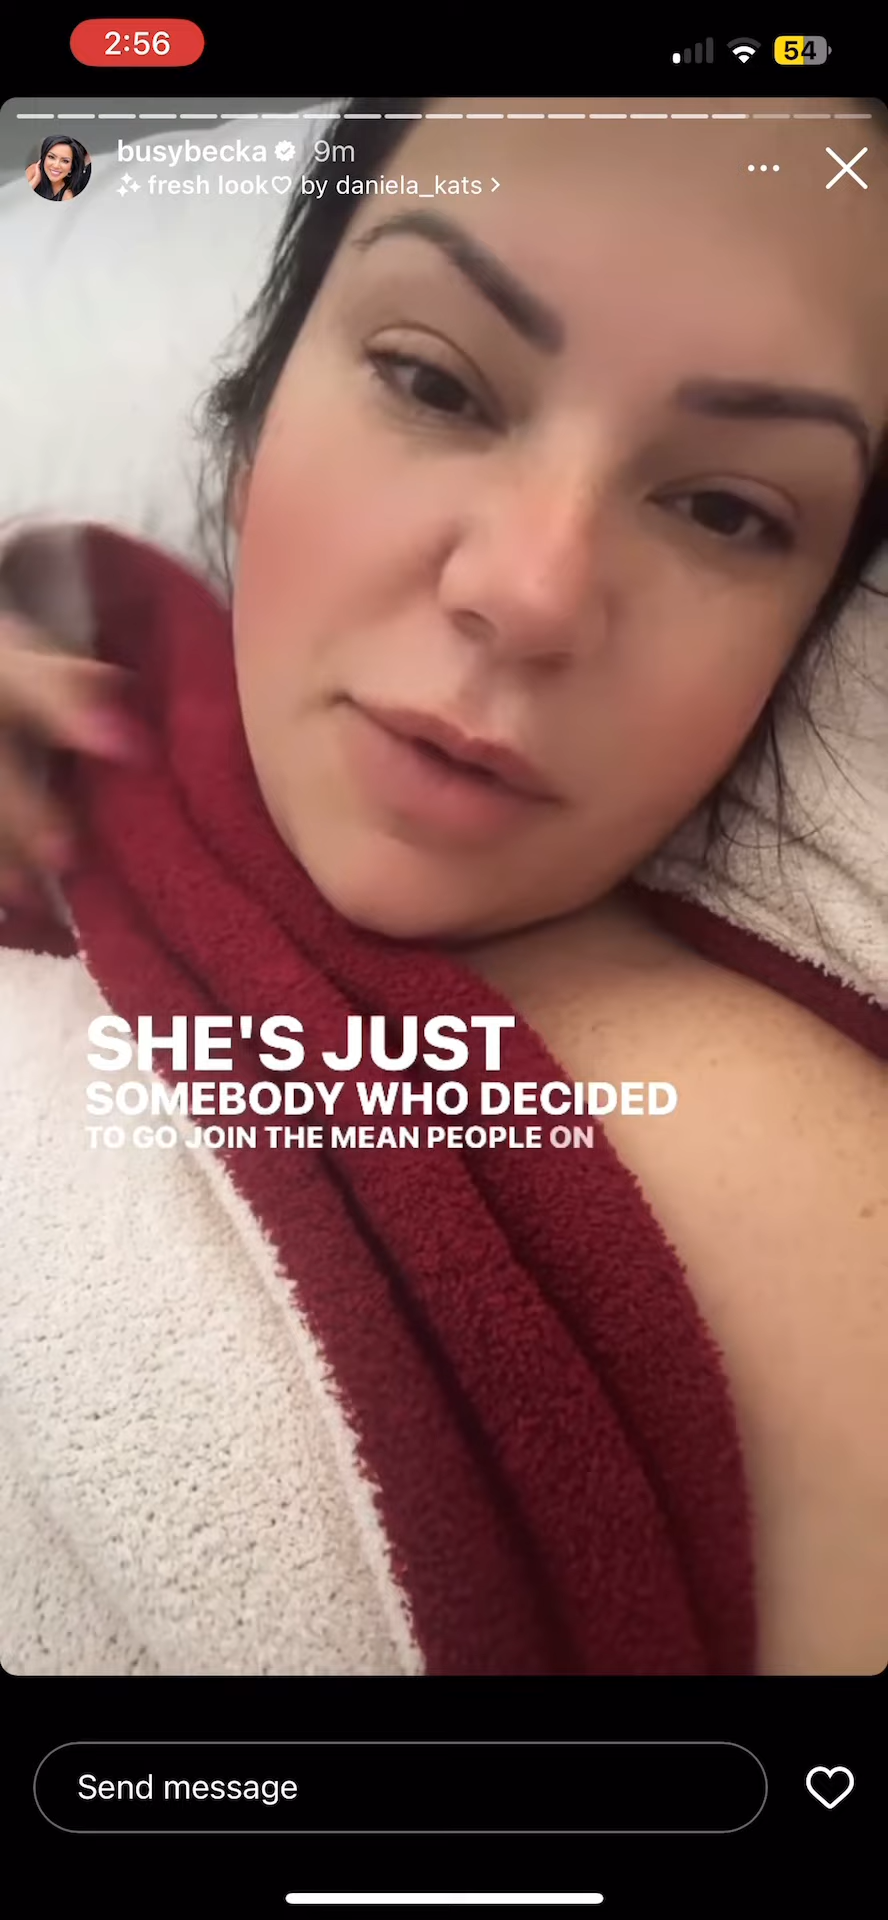 2:56
54
busybecka 9m
fresh look♡ by daniela_kats >
SHE'S JUST
SOMEBODY WHO DECIDED
TO GO JOIN THE MEAN PEOPLE ON
Send message